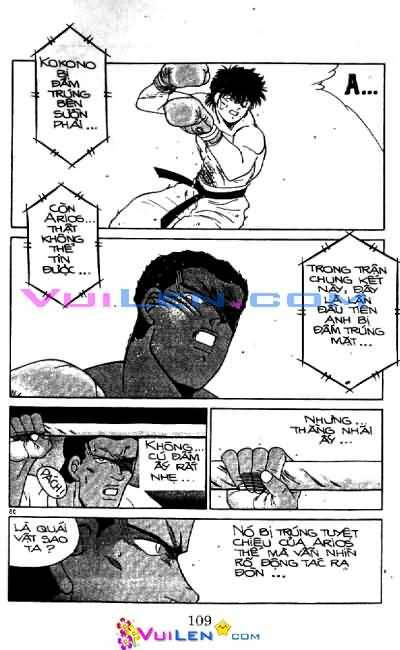 KOKONO
BỊ
ĐẤM
TRÚNG
BÊN
SƯỜN
PHẢI...
A...
CÒN
ARIOS...
THẬT
KHÔNG
THỂ
TIN
ĐƯỢC...
TRONG TRẬN
CHUNG KẾT
NÀY, ĐÂY
LÀ LẦN
ĐẦU TIÊN
ANH BỊ
ĐẤM TRÚNG
MẶT...
VUILEN.COM
KHÔNG...
CÚ ĐẤM
ẤY RẤT
NHẸ...
PẠCH!
NHƯNG...
THẰNG NHÃI
ẤY...
LÀ QUÁI
VẬT SAO
TA?
NÓ BỊ TRÚNG TUYỆT
CHIÊU CỦA ARIOS
THẾ MÀ VẪN NHÌN
RÕ ĐỘNG TÁC RA
ĐÒN...
109
VUILEN.COM